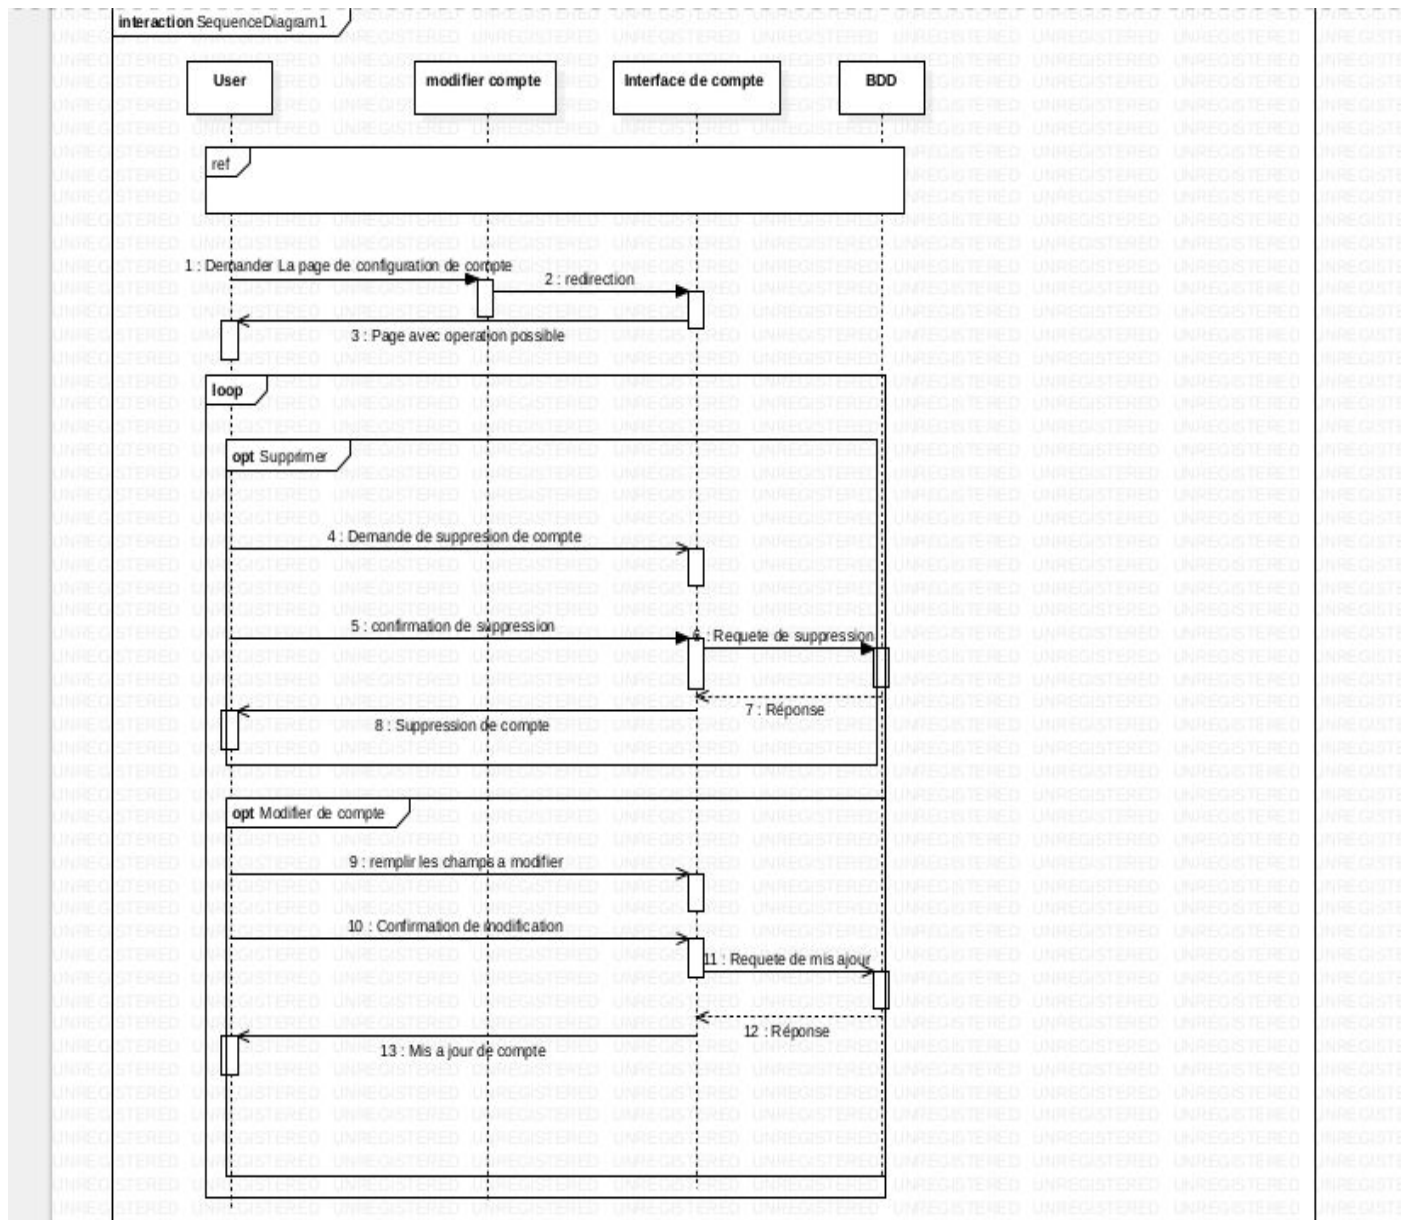 interaction SequenceDiagram1
User
modifier compte
Interface de compte
BDD
ref
1 : Demander La page de configuration de compte
2 : redirection
3 : Page avec operation possible
loop
opt Supprimer
4 : Demande de suppresion de compte
5 : confirmation de suppression
6 : Requete de suppression
7 : Réponse
8 : Suppression de compte
opt Modifier de compte
9 : remplir les champs a modifier
10 : Confirmation de modification
11 : Requete de mis ajour
12 : Réponse
13 : Mis a jour de compte
UNREGISTERED